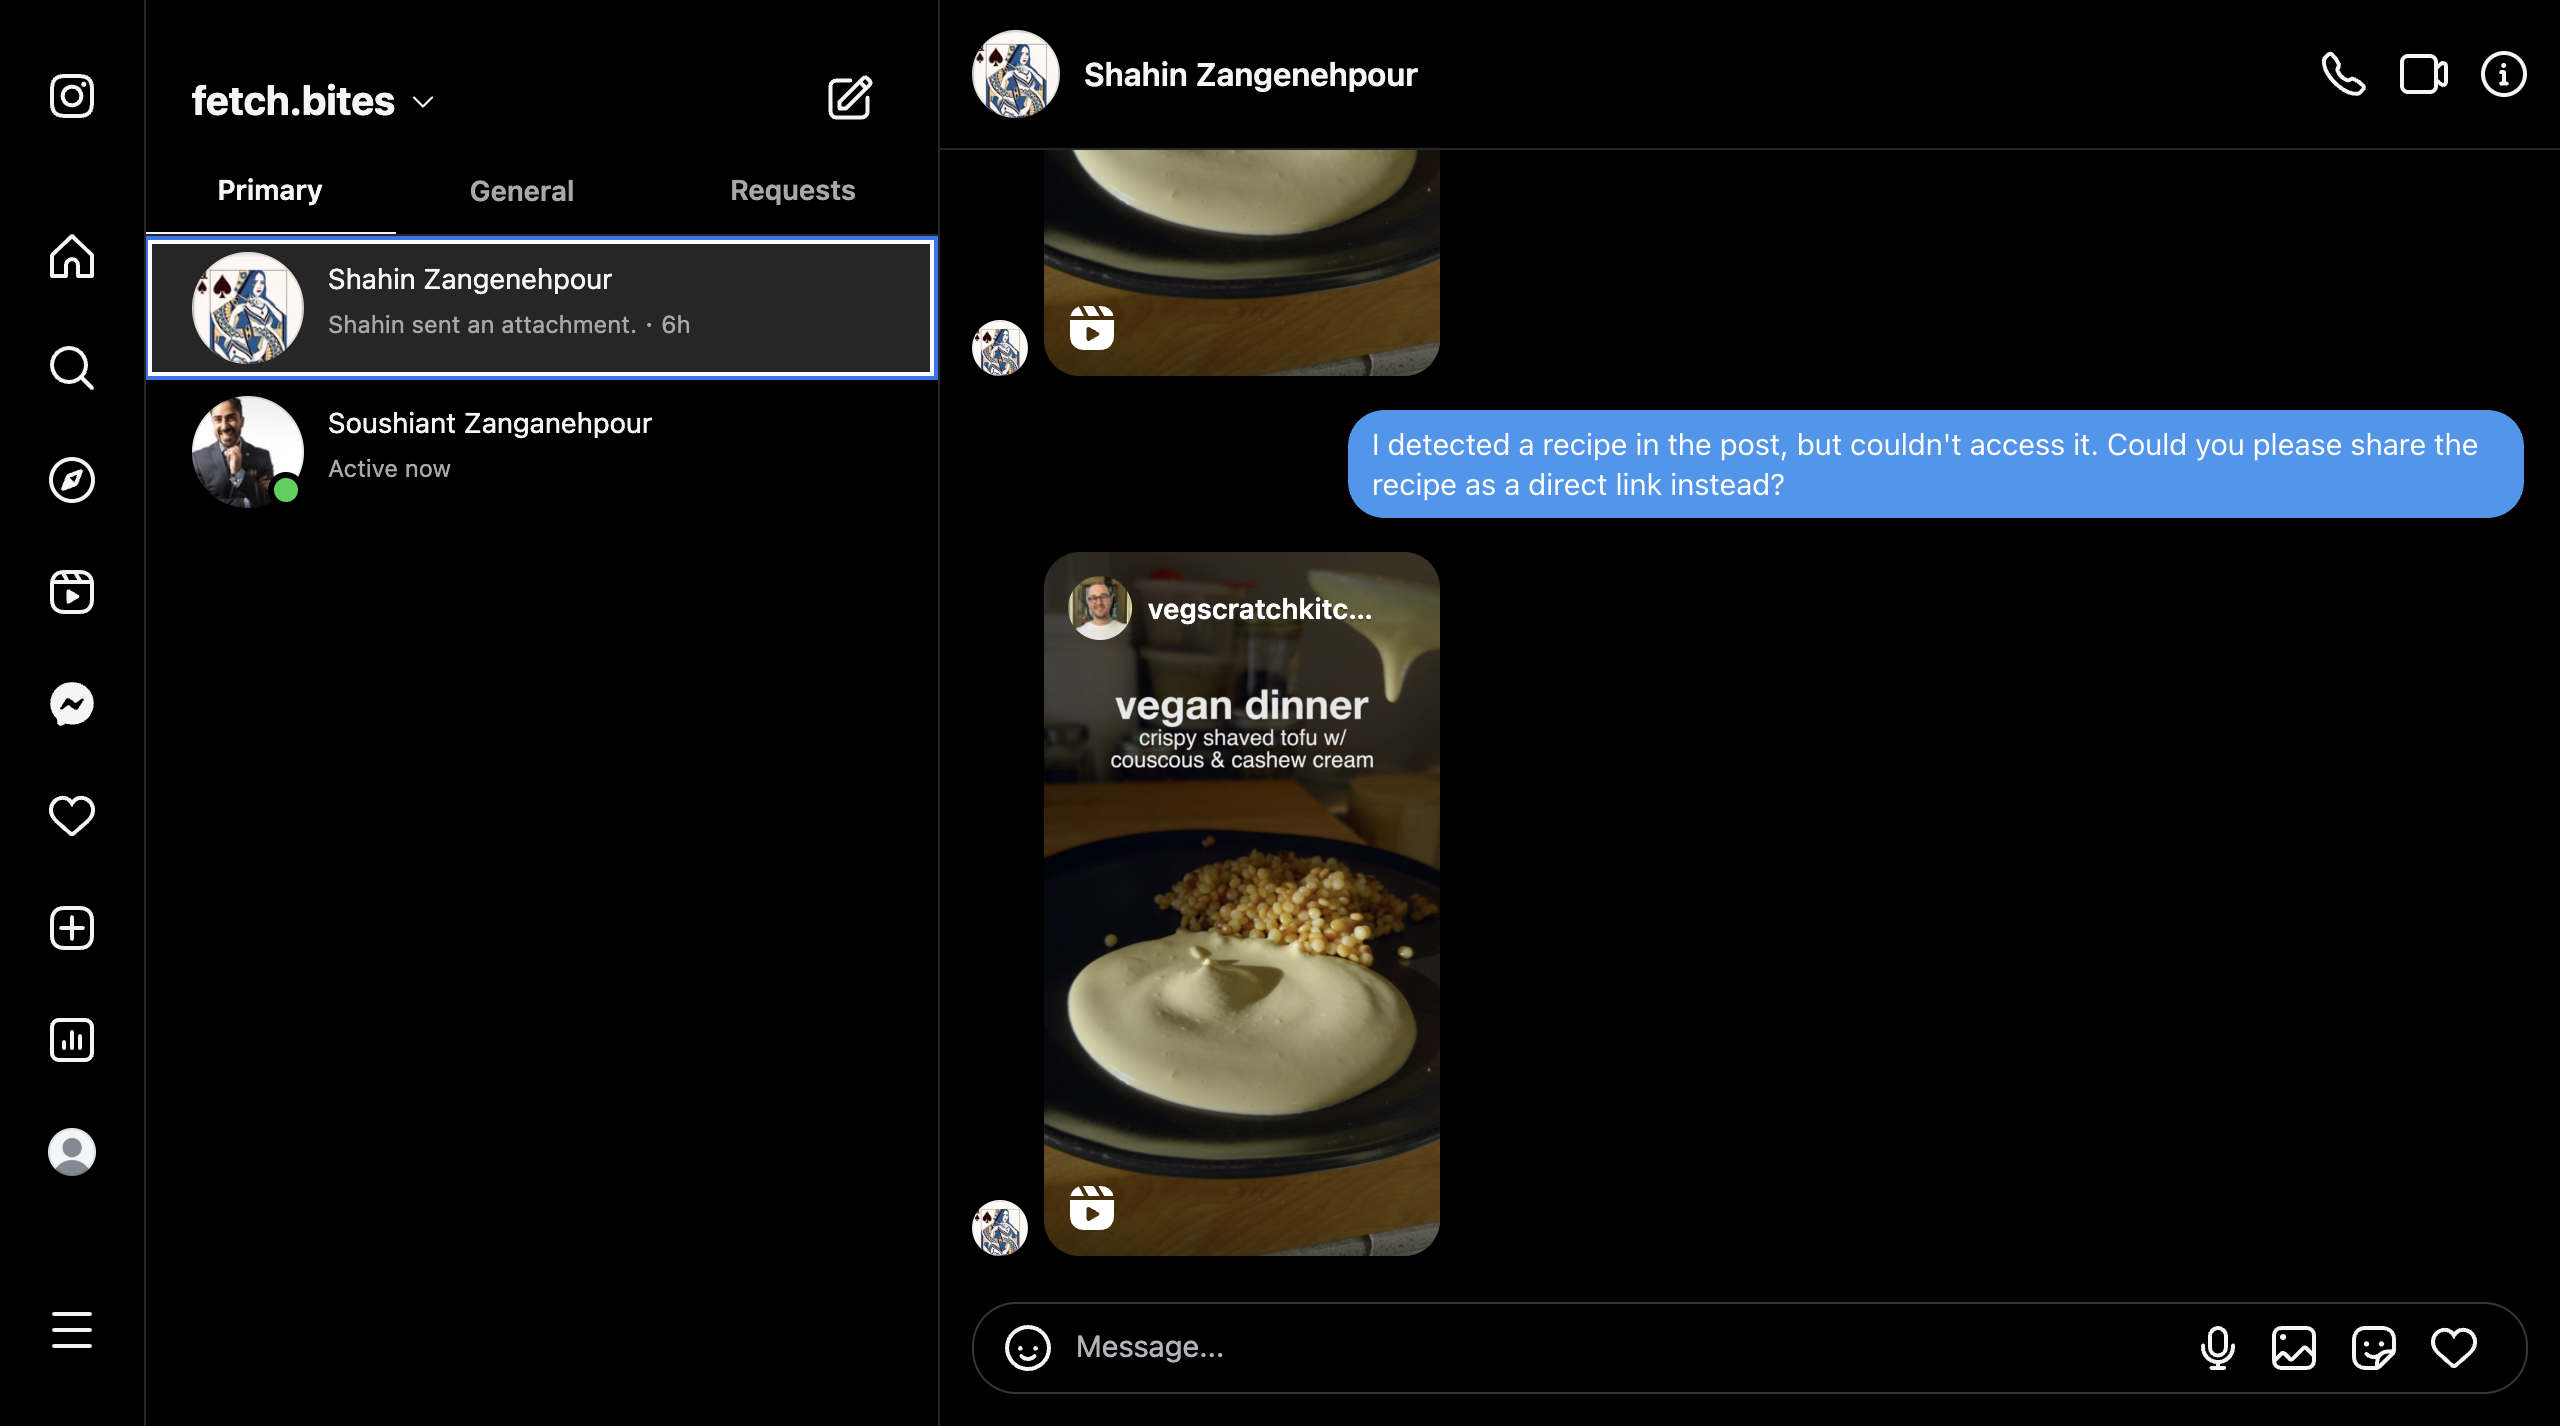 fetch.bites
Primary
General
Requests
Shahin Zangenehpour
Shahin sent an attachment. · 6h
Soushiant Zanganehpour
Active now
Shahin Zangenehpour
I detected a recipe in the post, but couldn't access it. Could you please share the
recipe as a direct link instead?
vegscratchkitc...
vegan dinner
crispy shaved tofu w/
couscous & cashew cream
Message...